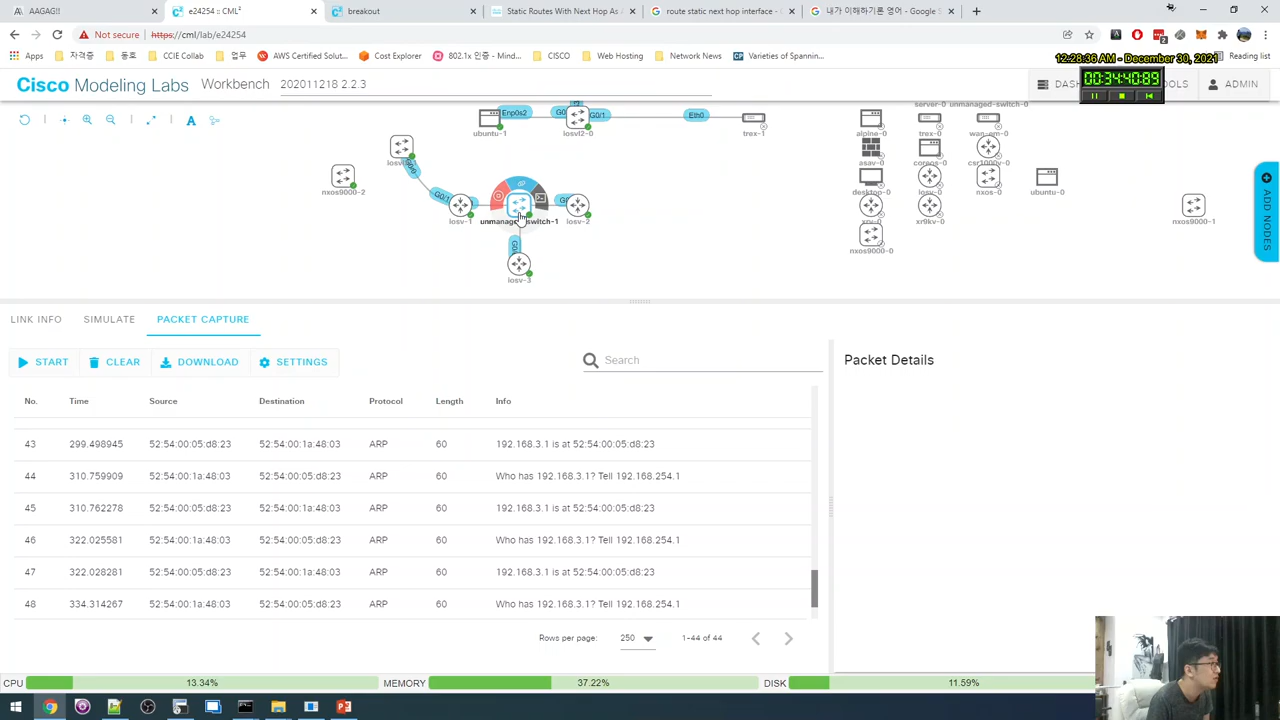 AAGAG!!
e24254 :: CML²
breakout
Static Routes With Next Hop As A
route static next hop interface - G
내가 이해하기론 영어 - Google S
Not secure
https://cml/lab/e24254
2
Apps
자격증
동호
CCIE Collab
업무
AWS Certified Solut...
Cost Explorer
802.1x 인증 - Mind...
CISCO
Web Hosting
Network News
Varieties of Spannin...
Reading list
12:28:36 AM - December 30, 2021
Cisco Modeling Labs
Workbench
202011218 2.2.3
00:34:40:89
ADMIN
server-0
unmanaged-switch-0
ubuntu-1
Enp0s2
iosvl2-0
G0/1
Eth0
trex-1
alpine-0
trex-0
wan-em-0
asav-0
coreos-0
csr1000v-0
nxos9000-2
desktop-0
iosv-0
nxos-0
ubuntu-0
iosv-1
unmanaged-switch-1
iosv-2
xrv-0
xr9kv-0
nxos9000-1
nxos9000-0
iosv-3
ADD NODES
LINK INFO
SIMULATE
PACKET CAPTURE
START
CLEAR
DOWNLOAD
SETTINGS
Search
Packet Details
No. Time Source Destination Protocol Length Info
43 299.498945 52:54:00:05:d8:23 52:54:00:1a:48:03 ARP 60 192.168.3.1 is at 52:54:00:05:d8:23
44 310.759909 52:54:00:1a:48:03 52:54:00:05:d8:23 ARP 60 Who has 192.168.3.1? Tell 192.168.254.1
45 310.762278 52:54:00:05:d8:23 52:54:00:1a:48:03 ARP 60 192.168.3.1 is at 52:54:00:05:d8:23
46 322.025581 52:54:00:1a:48:03 52:54:00:05:d8:23 ARP 60 Who has 192.168.3.1? Tell 192.168.254.1
47 322.028281 52:54:00:05:d8:23 52:54:00:1a:48:03 ARP 60 192.168.3.1 is at 52:54:00:05:d8:23
48 334.314267 52:54:00:1a:48:03 52:54:00:05:d8:23 ARP 60 Who has 192.168.3.1? Tell 192.168.254.1
Rows per page: 250
1-44 of 44
CPU 13.34%
MEMORY 37.22%
DISK 11.59%